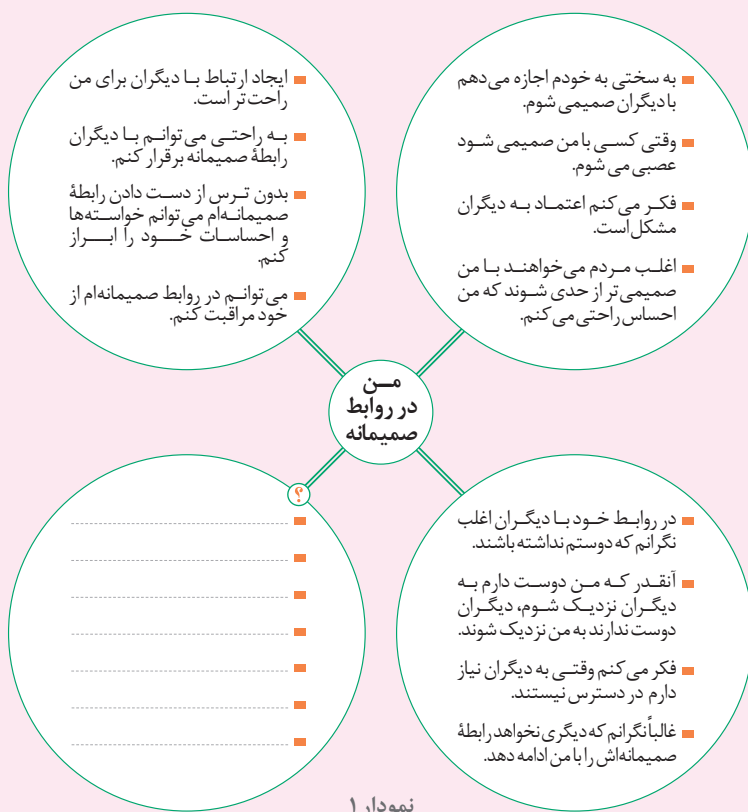 به سختی به خودم اجازه می‌دهم
با دیگران صمیمی شوم.
وقتی کسی با من صمیمی شود
عصبی می شوم.
فکر می کنم اعتماد به دیگران
مشکل است.
اغلب مردم می‌خواهند با من
صمیمی‌تر از حدی شوند که من
احساس راحتی می کنم.
ایجاد ارتباط با دیگران برای من
راحت‌تر است.
به راحتی می‌توانم با دیگران
رابطهٔ صمیمانه برقرار کنم.
بدون ترس از دست دادن رابطهٔ
صمیمانه‌ام می‌توانم خواسته‌ها
و احساسات خود را ابراز
کنم.
می‌توانم در روابط صمیمانه‌ام از
خود مراقبت کنم.
من
در روابط
صمیمانه
در روابط خود با دیگران اغلب
نگرانم که دوستم نداشته باشند.
آنقدر که من دوست دارم به
دیگران نزدیک شوم، دیگران
دوست ندارند به من نزدیک شوند.
فکر می کنم وقتی به دیگران نیاز
دارم در دسترس نیستند.
غالباً نگرانم که دیگری نخواهد رابطهٔ
صمیمانه‌اش را با من ادامه دهد.
؟
نمودار ۱